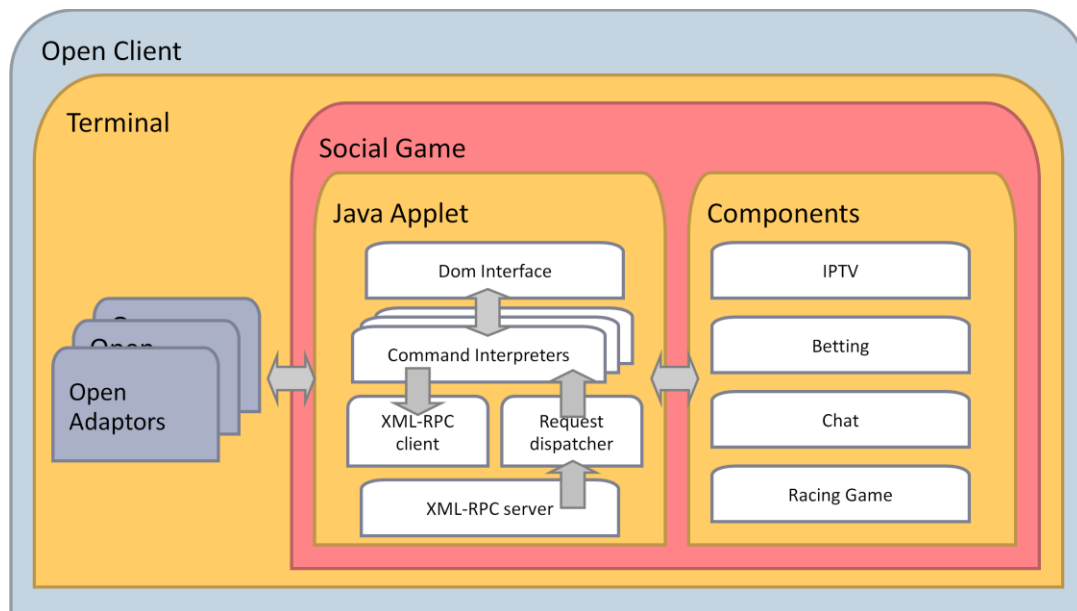 Open Client
Terminal
Social Game
Java Applet
Components
Dom Interface
IPTV
Command Interpreters
Betting
Open
Open
Adaptors
XML-RPC
client
Request
dispatcher
Chat
XML-RPC server
Racing Game